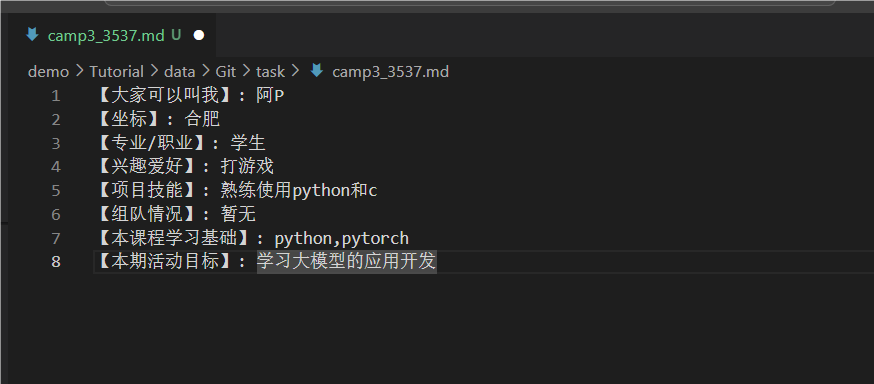 camp3_3537.md U
demo > Tutorial > data > Git > task > camp3_3537.md
1 【大家可以叫我】: 阿P
2 【坐标】: 合肥
3 【专业/职业】: 学生
4 【兴趣爱好】: 打游戏
5 【项目技能】: 熟练使用python和c
6 【组队情况】: 暂无
7 【本课程学习基础】: python,pytorch
8 【本期活动目标】: 学习大模型的应用开发